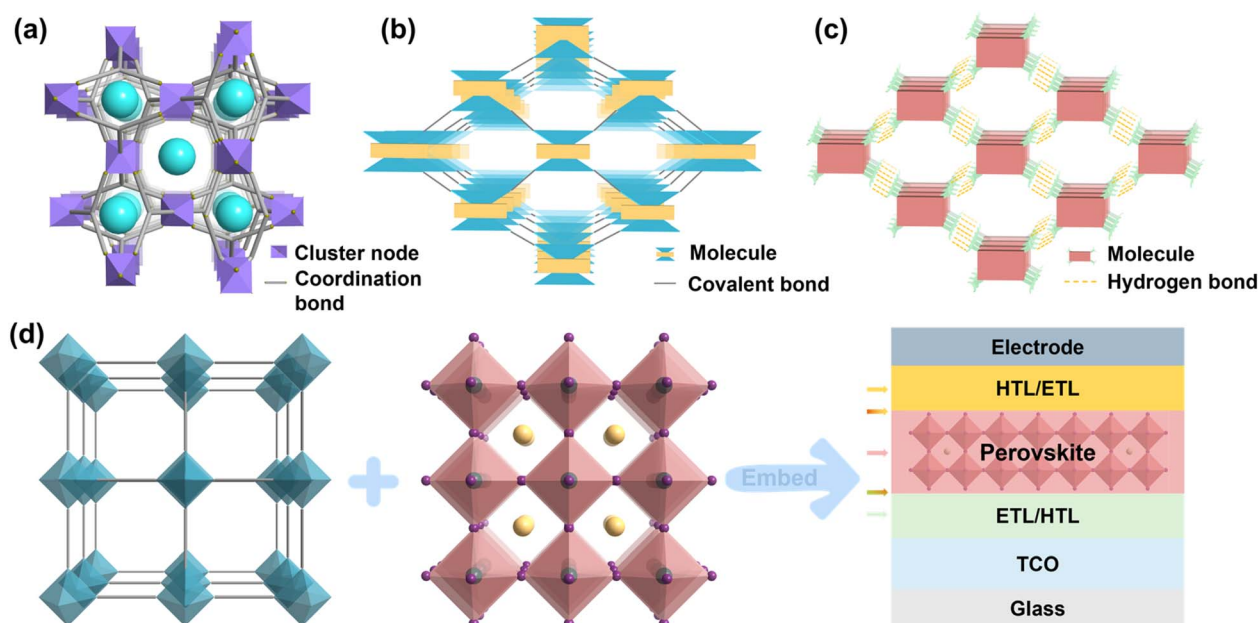 (a)
(b)
(c)
Cluster node
Coordination
bond
Molecule
Covalent bond
Molecule
Hydrogen bond
(d)
Embed
Electrode
HTL/ETL
Perovskite
ETL/HTL
TCO
Glass